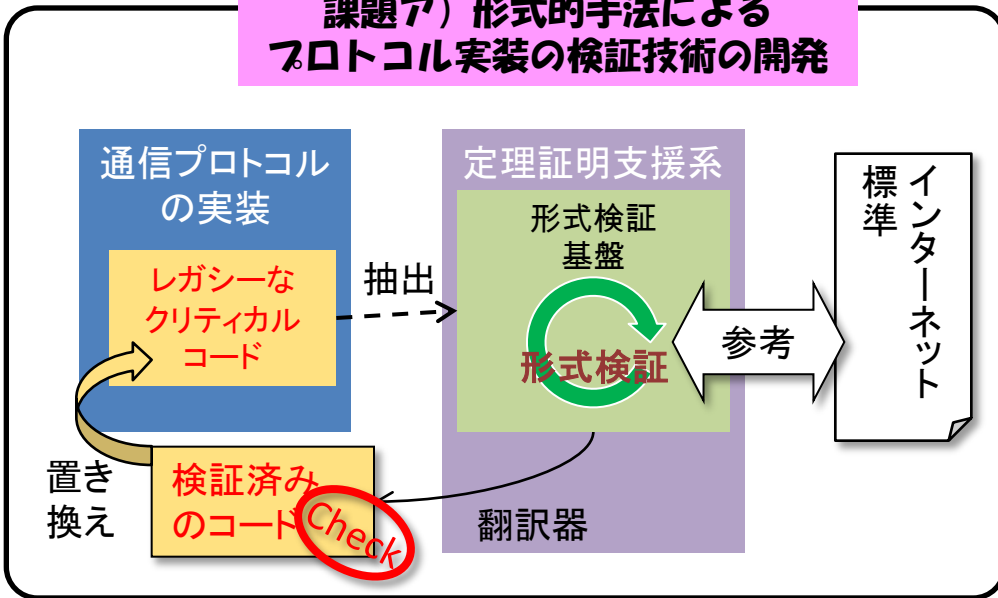 課題ア）形式的手法による
プロトコル実装の検証技術の開発
通信プロトコル
の実装
レガシーな
クリティカル
コード
抽出
定理証明支援系
形式検証
基盤
形式検証
参考
インターネット
標準
置き
換え
検証済み
のコード
Check
翻訳器